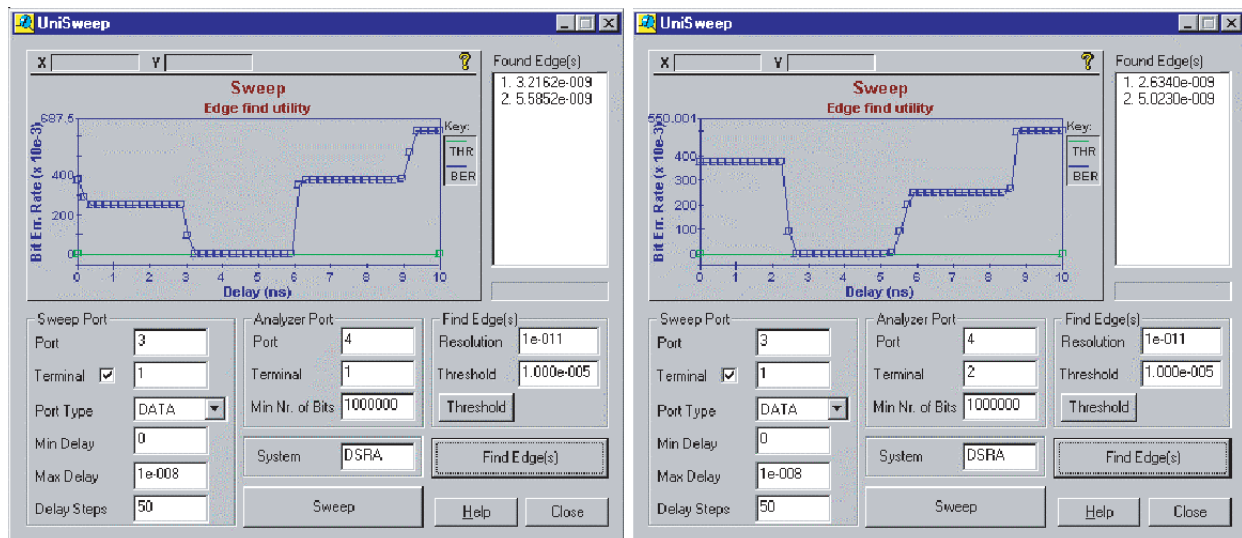 UniSweep
X
Y
?
Found Edge(s)
1. 3.2162e-009
2. 5.5852e-009
Sweep
Edge find utility
687.5
400
200
0
Bit Err. Rate (x 10e-3)
0 1 2 3 4 5 6 7 8 9 10
Delay (ns)
Key:
THR
BER
Sweep Port
Port 3
Terminal 1
Port Type DATA
Min Delay 0
Max Delay 1e-008
Delay Steps 50
Analyzer Port
Port 4
Terminal 1
Min Nr. of Bits 1000000
System DSRA
Sweep
Find Edge(s)
Resolution 1e-011
Threshold 1.000e-005
Threshold
Find Edge(s)
Help
Close
UniSweep
X
Y
?
Found Edge(s)
1. 2.6340e-009
2. 5.0230e-009
Sweep
Edge find utility
550.001
400
300
200
100
0
Bit Err. Rate (x 10e-3)
0 1 2 3 4 5 6 7 8 9 10
Delay (ns)
Key:
THR
BER
Sweep Port
Port 3
Terminal 1
Port Type DATA
Min Delay 0
Max Delay 1e-008
Delay Steps 50
Analyzer Port
Port 4
Terminal 2
Min Nr. of Bits 1000000
System DSRA
Sweep
Find Edge(s)
Resolution 1e-011
Threshold 1.000e-005
Threshold
Find Edge(s)
Help
Close